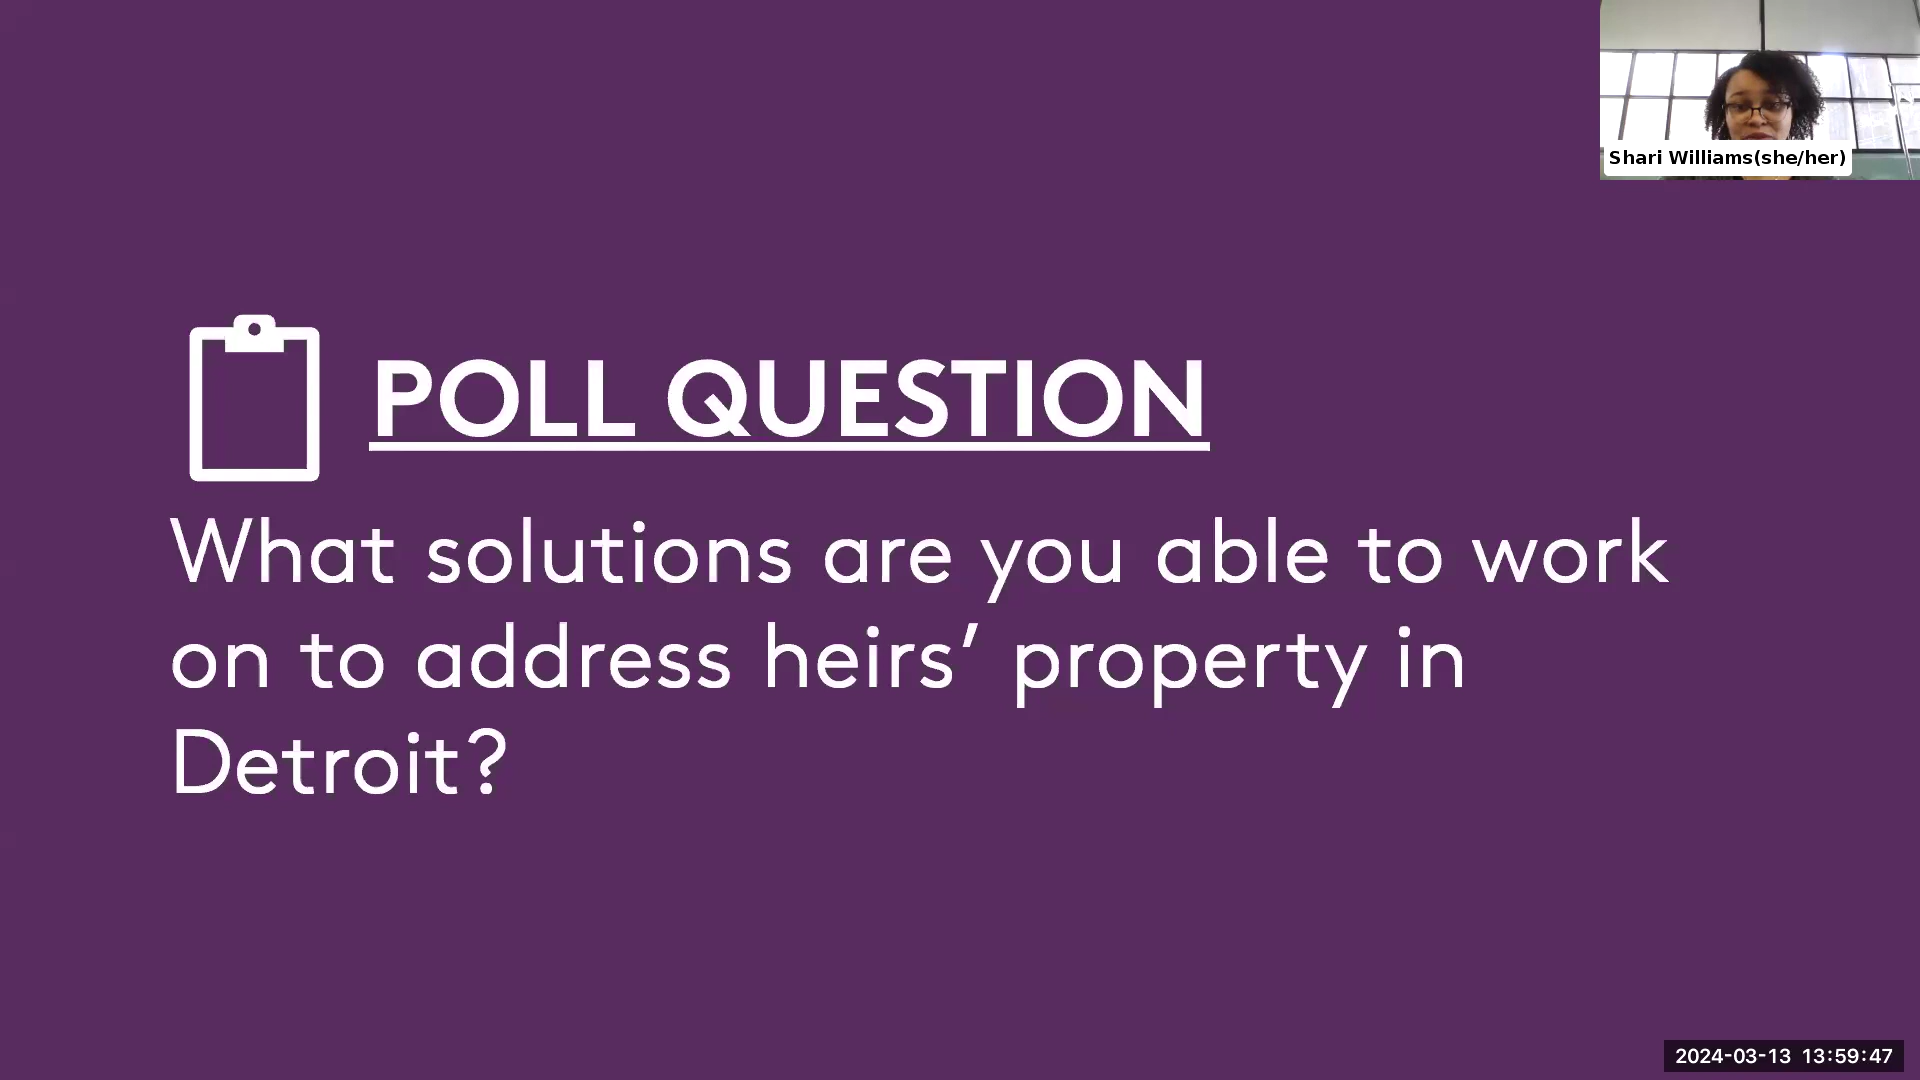 Shari Williams(she/her)
POLL QUESTION
What solutions are you able to work
on to address heirs’ property in
Detroit?
2024-03-13 13:59:47